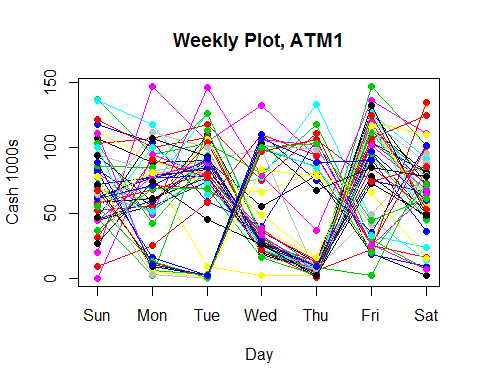 Weekly Plot, ATM1
Cash 1000s
150
100
50
0
Sun Mon Tue Wed Thu Fri Sat
Day